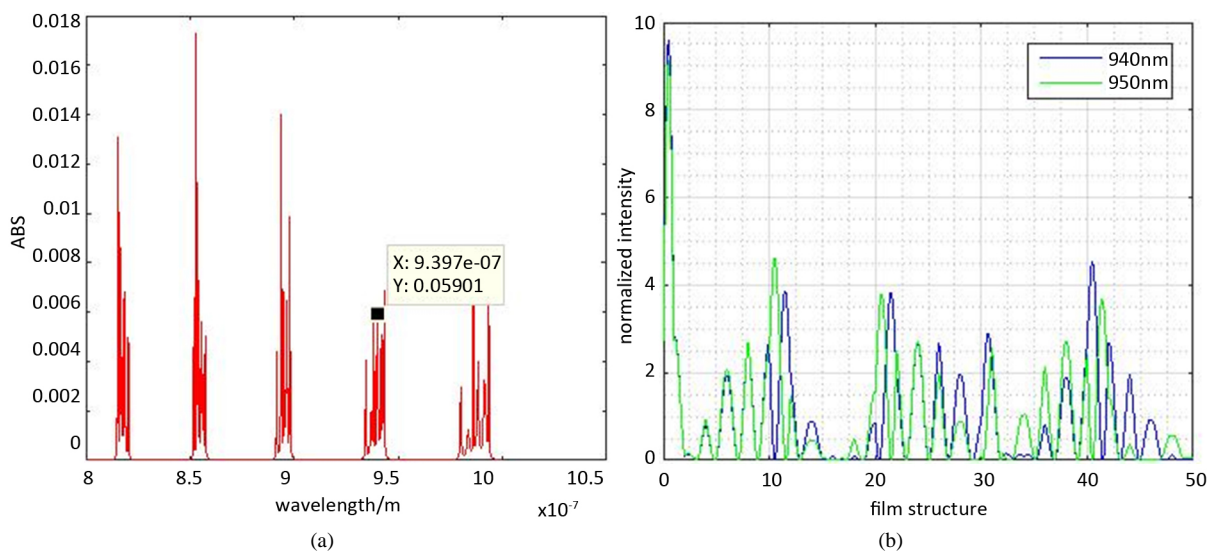 0.018
0.016
0.014
0.012
0.01
0.008
0.006
0.004
0.002
0
ABS
X: 9.397e-07
Y: 0.05901
8 8.5 9 9.5 10 10.5
wavelength/m
x10-7
(a)
10
8
6
4
2
0
normalized intensity
940nm
950nm
0 10 20 30 40 50
film structure
(b)